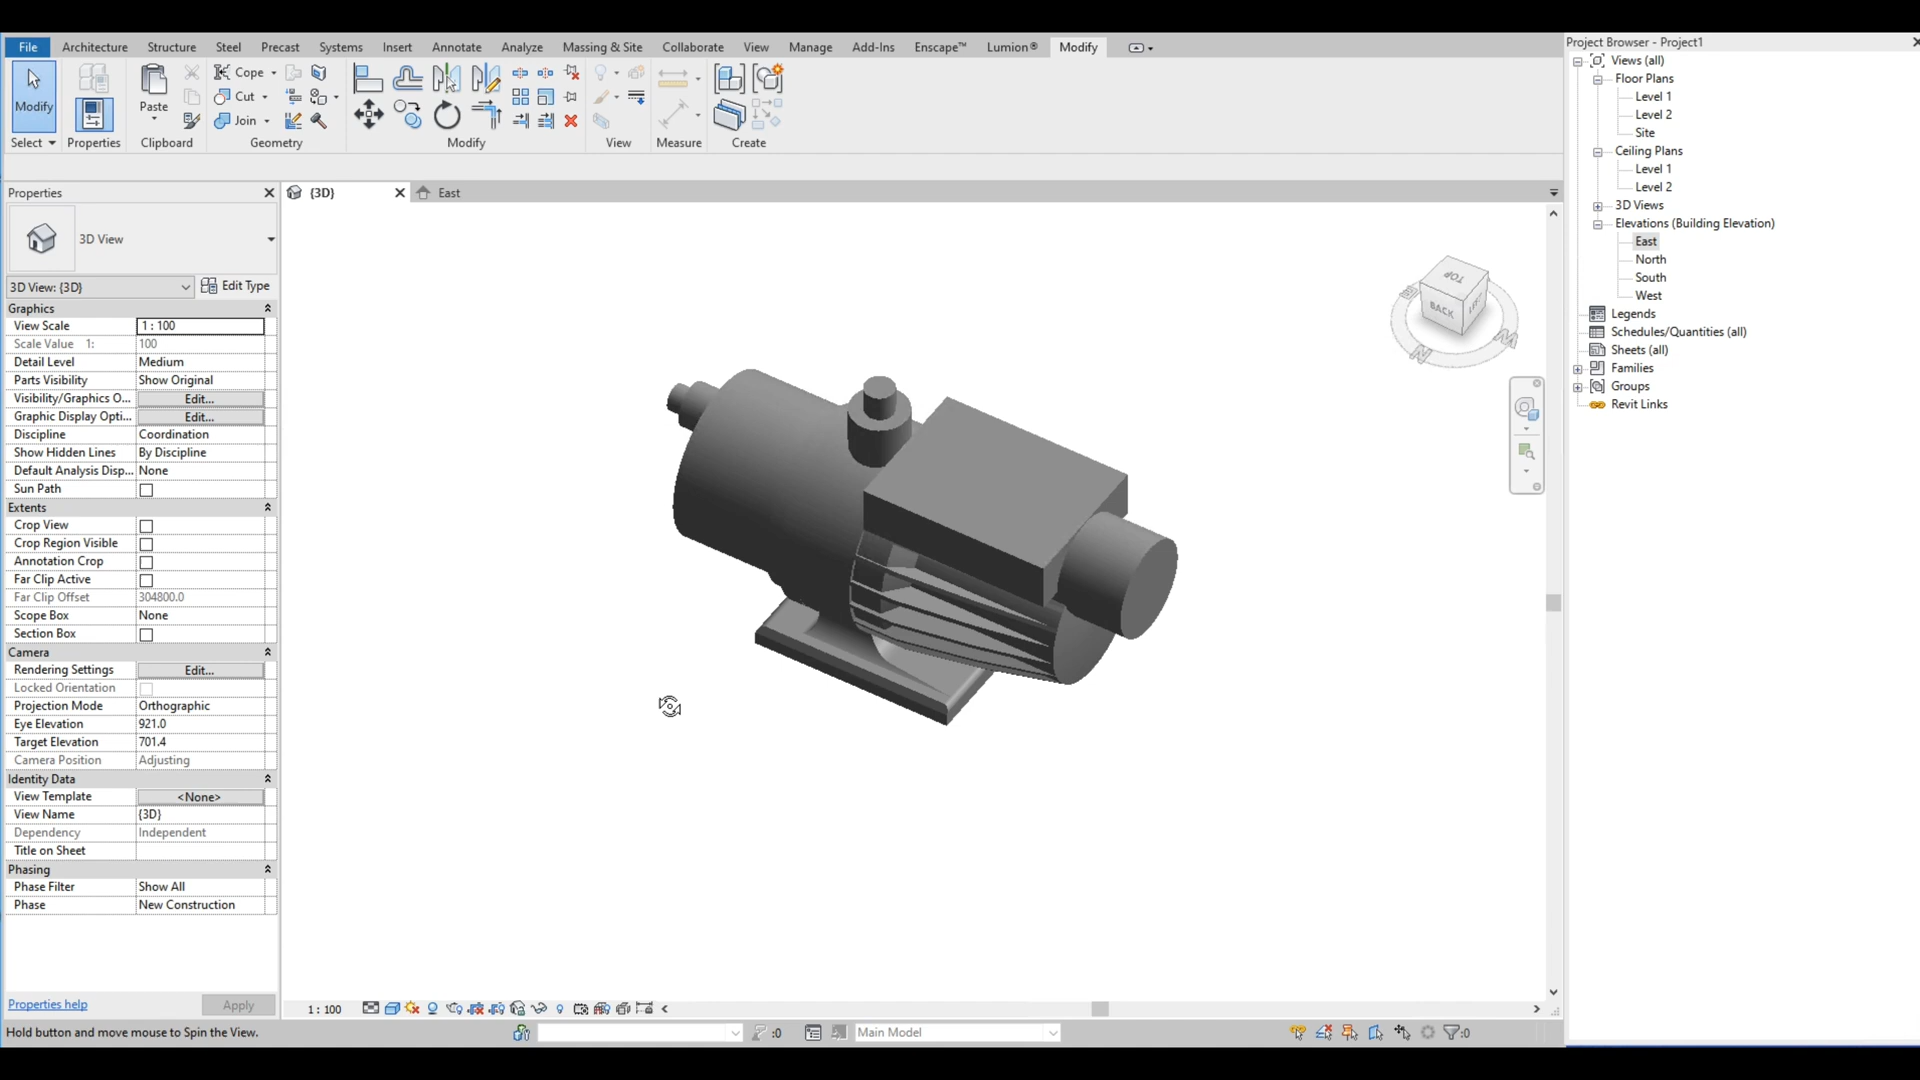 File Architecture Structure Steel Precast Systems Insert Annotate Analyze Massing & Site Collaborate View Manage Add-Ins Enscape™ Lumion® Modify
Modify
Paste
Cope
Cut
Join
Select Properties Clipboard Geometry Modify View Measure Create
Properties
{3D}
East
3D View
3D View: {3D}
Edit Type
Graphics
View Scale 1 : 100
Scale Value 1: 100
Detail Level Medium
Parts Visibility Show Original
Visibility/Graphics O... Edit...
Graphic Display Opti... Edit...
Discipline Coordination
Show Hidden Lines By Discipline
Default Analysis Disp... None
Sun Path
Extents
Crop View
Crop Region Visible
Annotation Crop
Far Clip Active
Far Clip Offset 304800.0
Scope Box None
Section Box
Camera
Rendering Settings Edit...
Locked Orientation
Projection Mode Orthographic
Eye Elevation 921.0
Target Elevation 701.4
Camera Position Adjusting
Identity Data
View Template <None>
View Name {3D}
Dependency Independent
Title on Sheet
Phasing
Phase Filter Show All
Phase New Construction
Properties help
Apply
TOP
BACK
N
1 : 100
Hold button and move mouse to Spin the View.
:0
Main Model
:0
Project Browser - Project1
Views (all)
Floor Plans
Level 1
Level 2
Site
Ceiling Plans
Level 1
Level 2
3D Views
Elevations (Building Elevation)
East
North
South
West
Legends
Schedules/Quantities (all)
Sheets (all)
Families
Groups
Revit Links